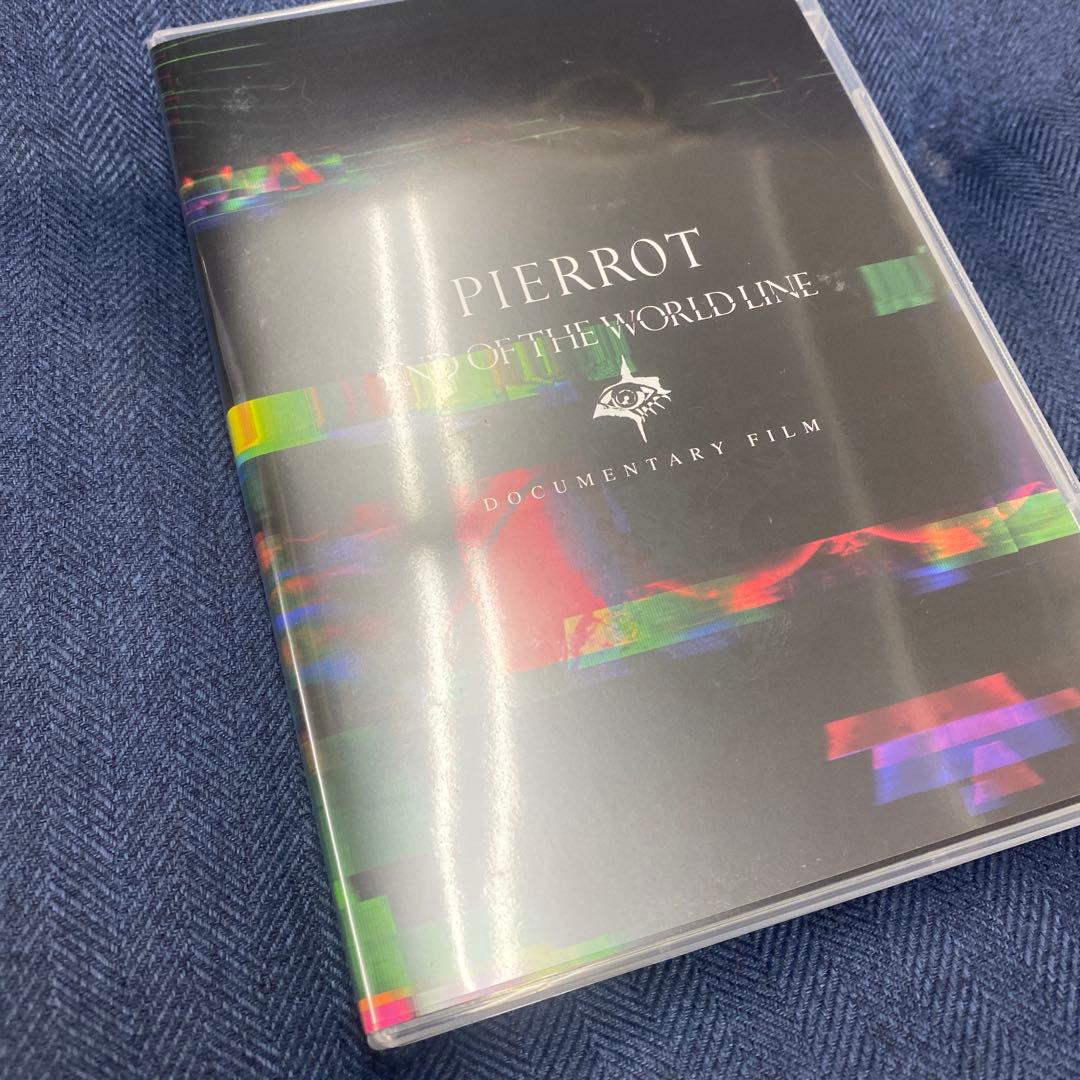 PIERROT
END OF THE WORLD LINE
DOCUMENTARY FILM